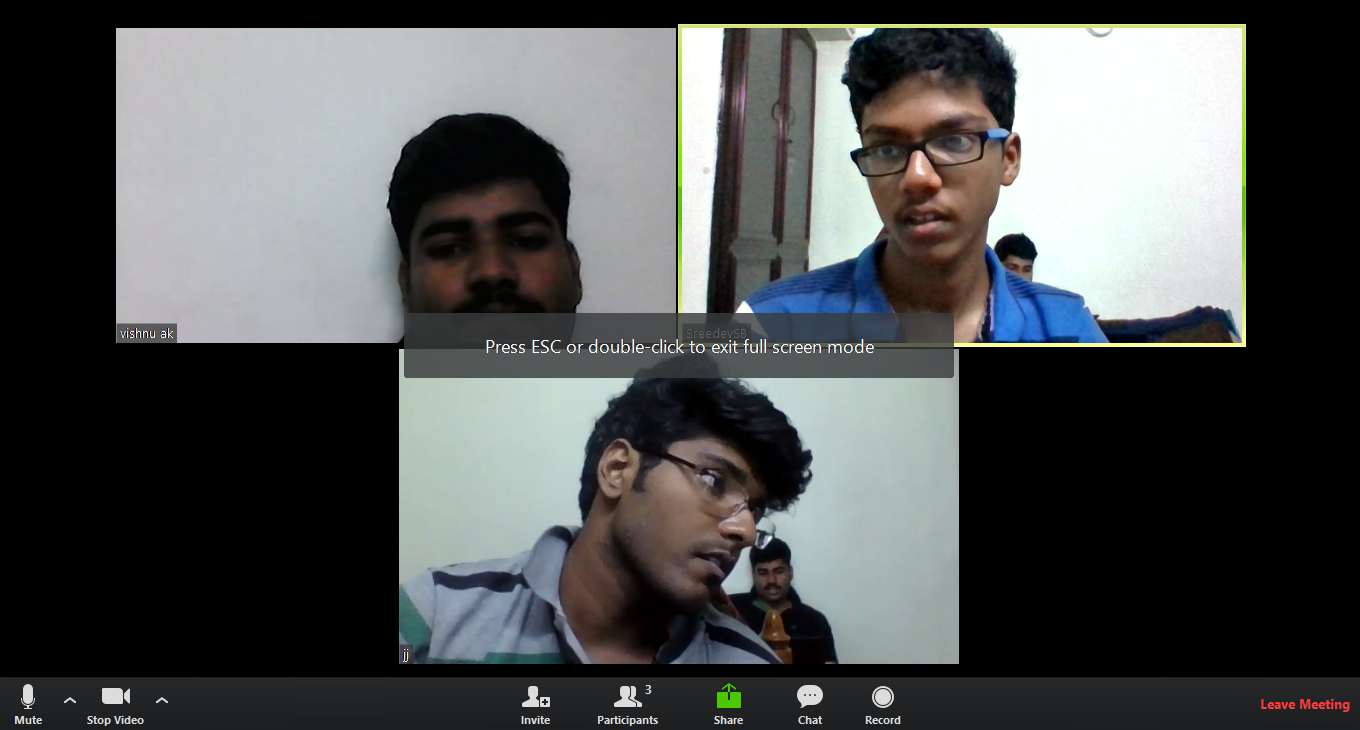 vishnu ak
SreedevSB
Press ESC or double-click to exit full screen mode
jj
Mute
Stop Video
Invite
Participants
3
Share
Chat
Record
Leave Meeting